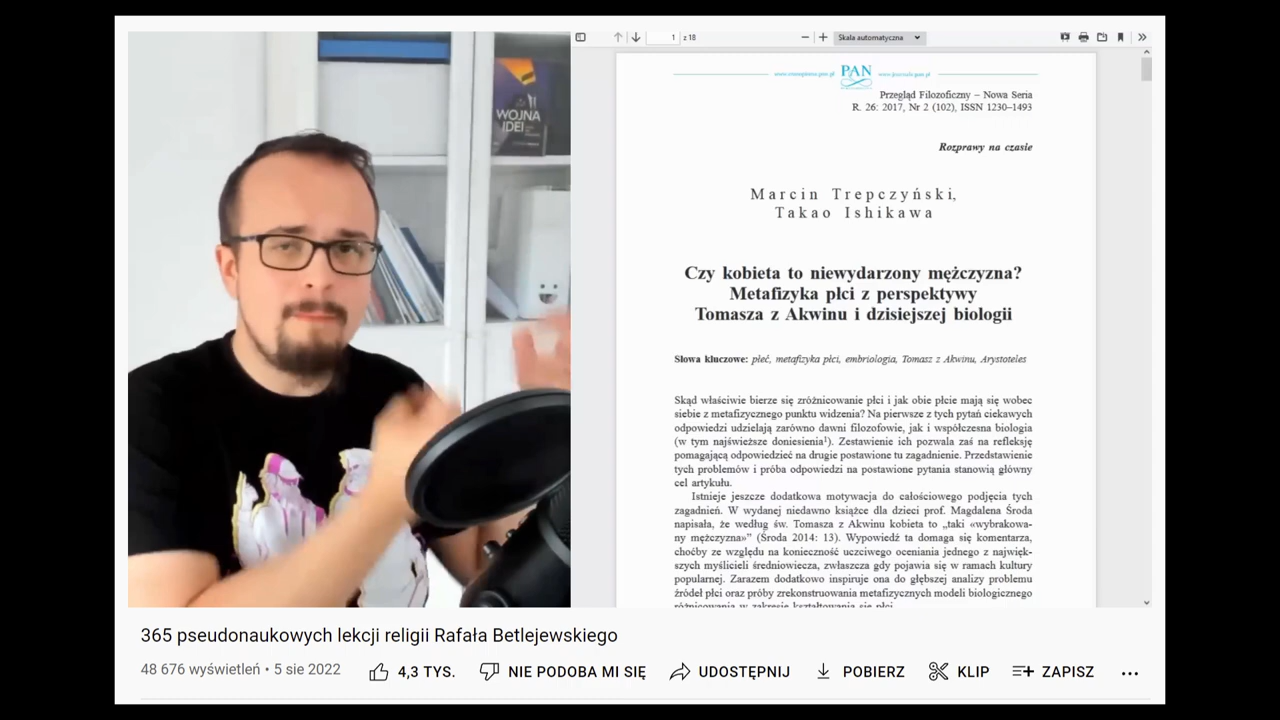 WOJNA
IDEI
1 z 18
Skala automatyczna
PAN
www.czasopisma.pan.pl www.journals.pan.pl
Przegląd Filozoficzny – Nowa Seria
R. 26: 2017, Nr 2 (102), ISSN 1230–1493
Rozprawy na czasie
Marcin Trepczyński,
Takao Ishikawa
Czy kobieta to niewydarzony mężczyzna?
Metafizyka płci z perspektywy
Tomasza z Akwinu i dzisiejszej biologii
Słowa kluczowe: płeć, metafizyka płci, embriologia, Tomasz z Akwinu, Arystoteles
Skąd właściwie bierze się zróżnicowanie płci i jak obie płcie mają się wobec
siebie z metafizycznego punktu widzenia? Na pierwsze z tych pytań ciekawych
odpowiedzi udzielają zarówno dawni filozofowie, jak i współczesna biologia
(w tym najświeższe doniesienia¹). Zestawienie ich pozwala zaś na refleksję
pomagającą odpowiedzieć na drugie postawione tu zagadnienie. Przedstawienie
tych problemów i próba odpowiedzi na postawione pytania stanowią główny
cel artykułu.
Istnieje jeszcze dodatkowa motywacja do całościowego podjęcia tych
zagadnień. W wydanej niedawno książce dla dzieci prof. Magdalena Środa
napisała, że według św. Tomasza z Akwinu kobieta to „taki «wybrakowa-
ny mężczyzna»” (Środa 2014: 13). Wypowiedź ta domaga się komentarza,
choćby ze względu na konieczność uczciwego oceniania jednego z najwięk-
szych myślicieli średniowiecza, zwłaszcza gdy pojawia się w ramach kultury
popularnej. Zarazem dodatkowo inspiruje ona do głębszej analizy problemu
źródeł płci oraz próby zrekonstruowania metafizycznych modeli biologicznego
różnicowania w zakresie kształtowania się płci.
365 pseudonaukowych lekcji religii Rafała Betlejewskiego
48 676 wyświetleń • 5 sie 2022 4,3 TYS. NIE PODOBA MI SIĘ UDOSTĘPNIJ POBIERZ KLIP ZAPISZ